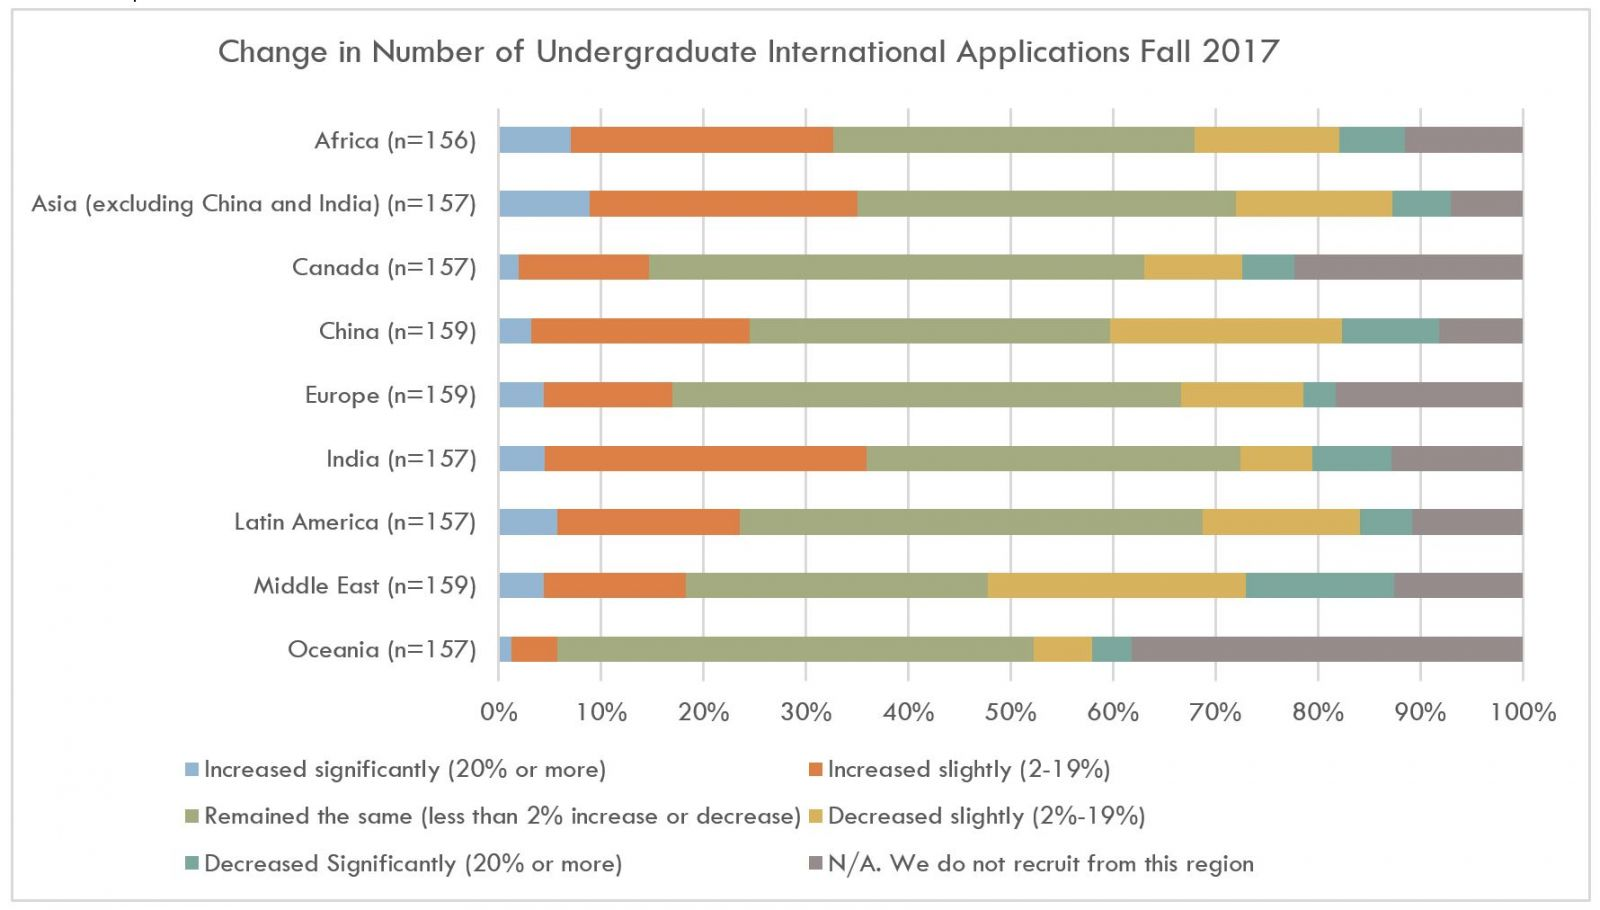 Change in Number of Undergraduate International Applications Fall 2017
Africa (n=156)
Asia (excluding China and India) (n=157)
Canada (n=157)
China (n=159)
Europe (n=159)
India (n=157)
Latin America (n=157)
Middle East (n=159)
Oceania (n=157)
0% 10% 20% 30% 40% 50% 60% 70% 80% 90% 100%
Increased significantly (20% or more) Increased slightly (2-19%)
Remained the same (less than 2% increase or decrease) Decreased slightly (2%-19%)
Decreased Significantly (20% or more) N/A. We do not recruit from this region